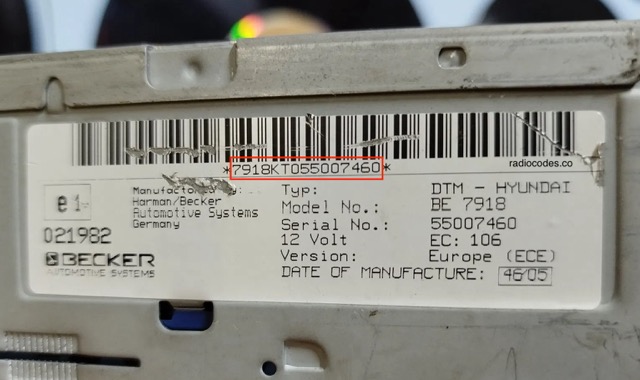 *7918KT055007460*
radiocodes.co
e1
021982
BECKER
AUTOMOTIVE SYSTEMS
Manufactory:
Harman/Becker
Automotive Systems
Germany
Typ: DTM - HYUNDAI
Model No.: BE 7918
Serial No.: 55007460
12 Volt EC: 106
Version: Europe (ECE)
DATE OF MANUFACTURE: 46/05